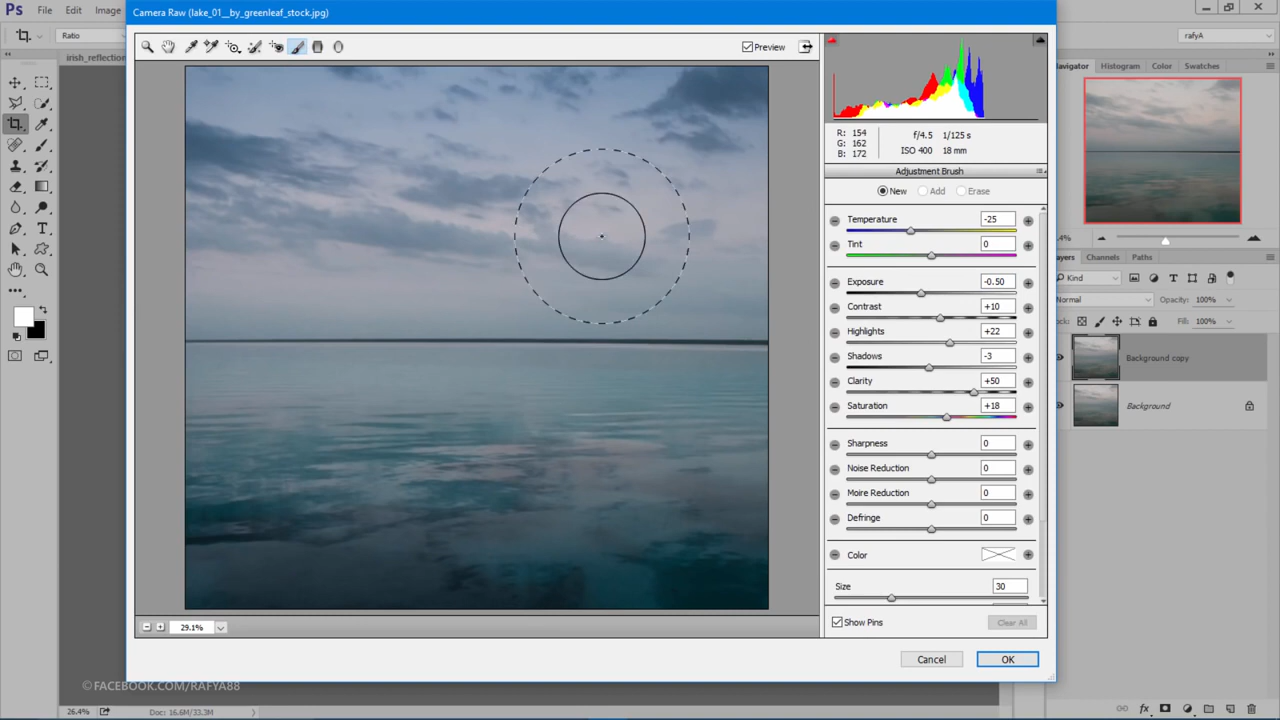 Ps File Edit Image
Camera Raw (lake_01__by_greenleaf_stock.jpg)
Ratio
rafyA
irish_reflection
Preview
Navigator Histogram Color Swatches
R: 154
G: 162
B: 172
f/4.5 1/125 s
ISO 400 18 mm
Adjustment Brush
New Add Erase
Temperature -25
Tint 0
Exposure -0.50
Contrast +10
Highlights +22
Shadows -3
Clarity +50
Saturation +18
Sharpness 0
Noise Reduction 0
Moire Reduction 0
Defringe 0
Color
Size 30
Show Pins Clear All
29.1%
Cancel OK
.4%
ayers Channels Paths
Kind
Normal Opacity: 100%
ock: Fill: 100%
Background copy
Background
© FACEBOOK.COM/RAFYA88
26.4% Doc: 16.6M/33.3M